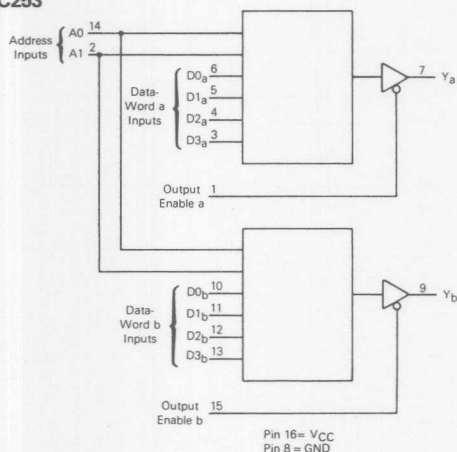 C253
Address Inputs
A0 14
A1 2
Data-Word a Inputs
D0a 6
D1a 5
D2a 4
D3a 3
7 Ya
Output Enable a 1
Data-Word b Inputs
D0b 10
D1b 11
D2b 12
D3b 13
9 Yb
Output Enable b 15
Pin 16= VCC
Pin 8 = GND